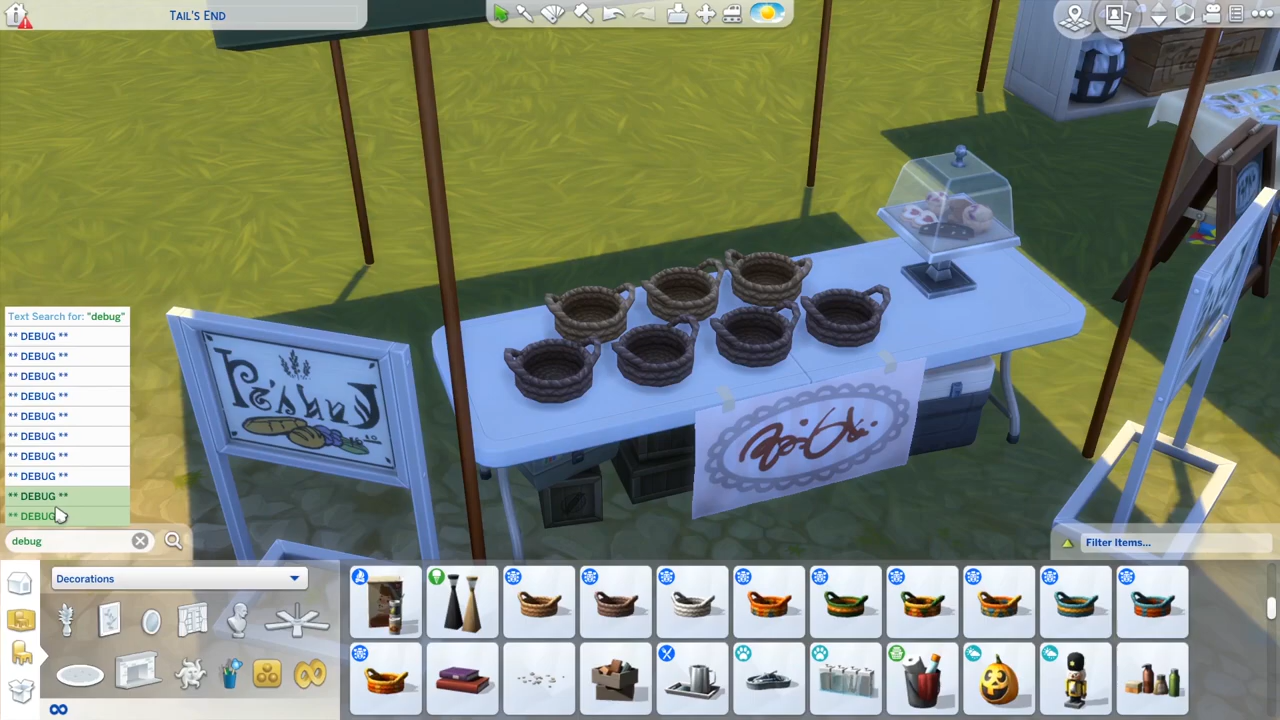 TAIL'S END
Text Search for: "debug"
** DEBUG **
** DEBUG **
** DEBUG **
** DEBUG **
** DEBUG **
** DEBUG **
** DEBUG **
** DEBUG **
** DEBUG **
** DEBUG
debug
Filter Items...
Decorations